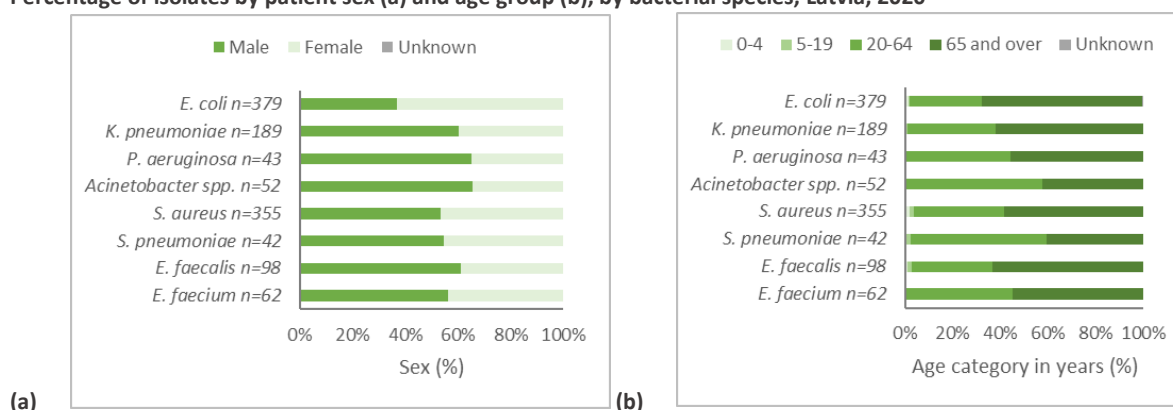 Percentage of isolates by patient sex (a) and age group (b), by bacterial species, Latvia, 2020
Male Female Unknown
E. coli n=379
K. pneumoniae n=189
P. aeruginosa n=43
Acinetobacter spp. n=52
S. aureus n=355
S. pneumoniae n=42
E. faecalis n=98
E. faecium n=62
0% 20% 40% 60% 80% 100%
Sex (%)
(a)
0-4 5-19 20-64 65 and over Unknown
E. coli n=379
K. pneumoniae n=189
P. aeruginosa n=43
Acinetobacter spp. n=52
S. aureus n=355
S. pneumoniae n=42
E. faecalis n=98
E. faecium n=62
0% 20% 40% 60% 80% 100%
Age category in years (%)
(b)